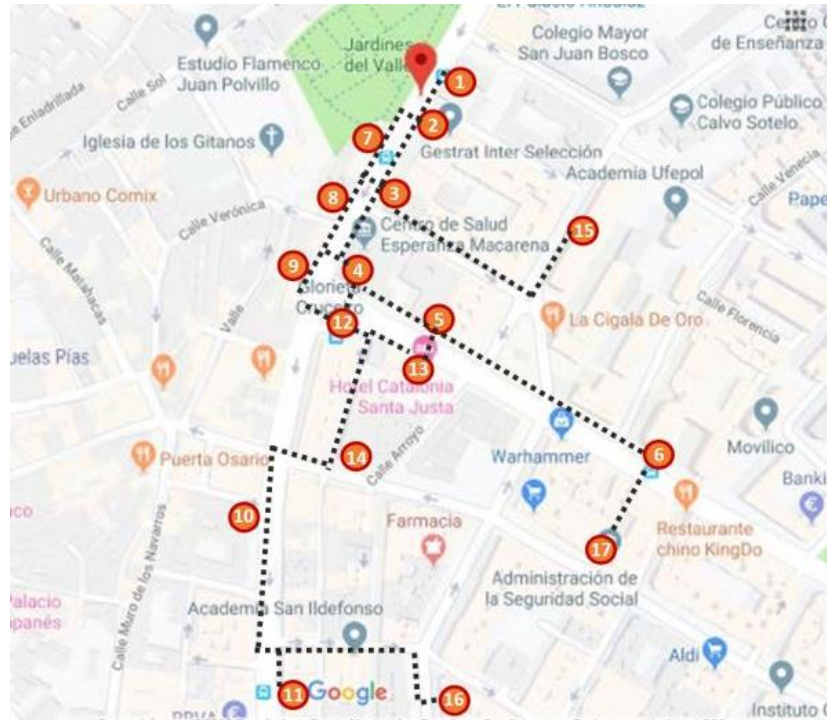 Colegio Mayor
San Juan Bosco
de Enseñanza
Jardines
del Valle
1
Estudio Flamenco
Juan Polvillo
Calle Sol
Colegio Público
Calvo Sotelo
2
7
Iglesia de los Gitanos
Gestrat Inter Selección
Academia Ufepol
Calle Venecia
Urbano Comix
8
3
Calle Verónica
Centro de Salud
Esperanza Macarena
15
9
4
Glorieta
Calle Matahacas
Valle
12
5
La Cigala De Oro
Calle Florencia
13
Hotel Catalonia
Santa Justa
Puerta Osario
14
Calle Arroyo
Warhammer
6
Movilico
10
Farmacia
Restaurante
chino KingDo
17
Calle Muro de los Navarros
Administración de
la Seguridad Social
Academia San Ildefonso
Aldi
11
Google
16
Instituto